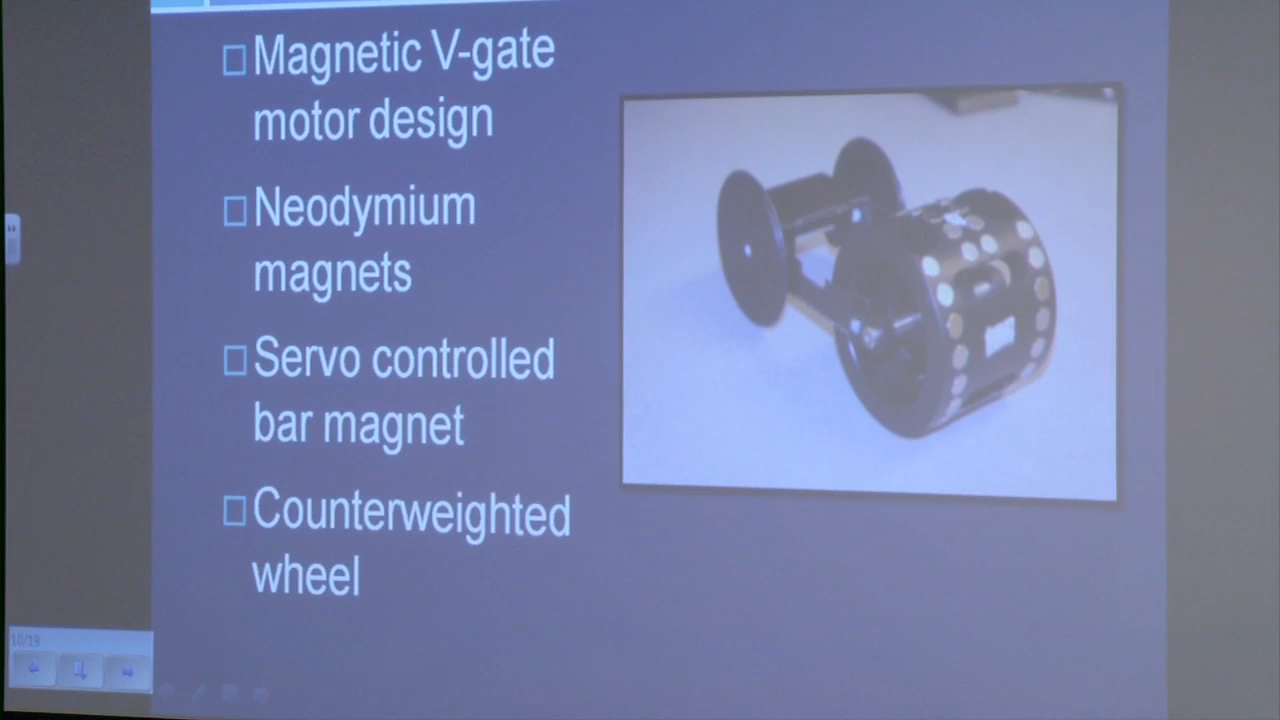 Magnetic V-gate
motor design
Neodymium
magnets
Servo controlled
bar magnet
Counterweighted
wheel
10/19